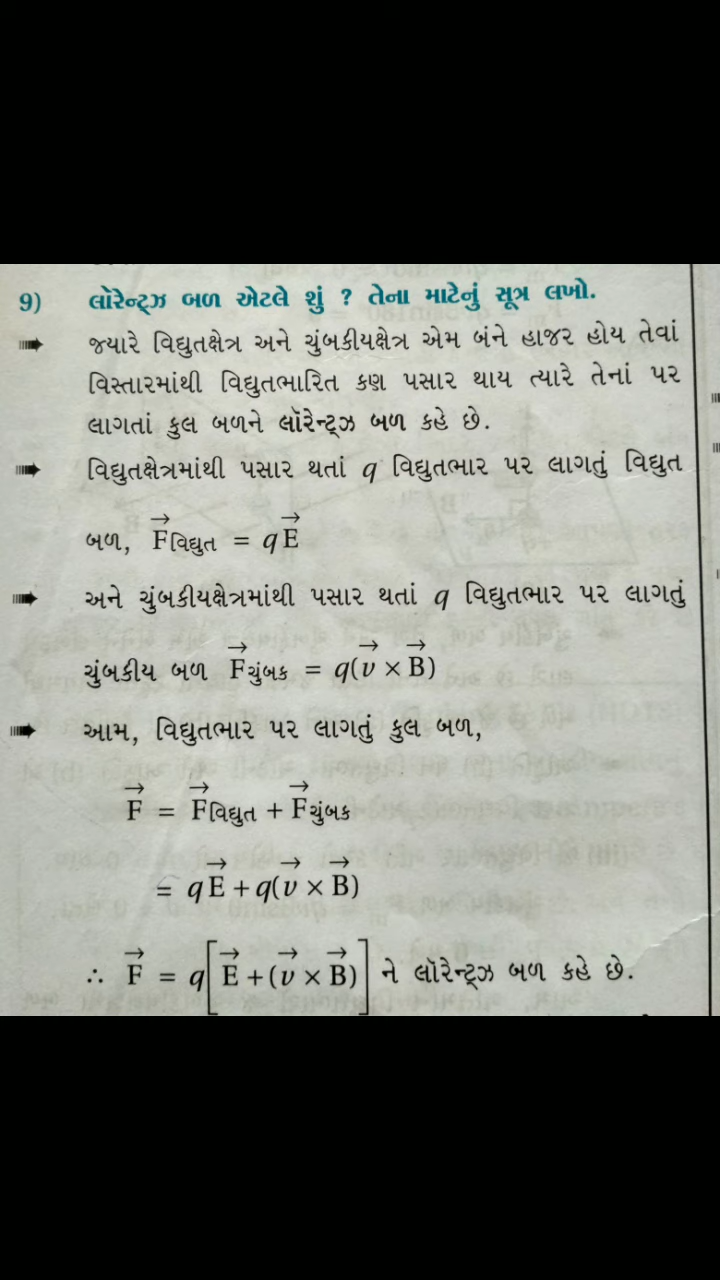 9) લૉરેન્ટ્ઝ બળ એટલે શું ? તેના માટેનું સૂત્ર લખો.
➠ જ્યારે વિદ્યુતક્ષેત્ર અને ચુંબકીયક્ષેત્ર એમ બંને હાજર હોય તેવાં
વિસ્તારમાંથી વિદ્યુતભારિત કણ પસાર થાય ત્યારે તેનાં પર
લાગતાં કુલ બળને લૉરેન્ટ્ઝ બળ કહે છે.
➠ વિદ્યુતક્ષેત્રમાંથી પસાર થતાં q વિદ્યુતભાર પર લાગતું વિદ્યુત
બળ, F⃗વિદ્યુત = qE⃗
➠ અને ચુંબકીયક્ષેત્રમાંથી પસાર થતાં q વિદ્યુતભાર પર લાગતું
ચુંબકીય બળ F⃗ચુંબક = q(v⃗ × B⃗)
➠ આમ, વિદ્યુતભાર પર લાગતું કુલ બળ,
F⃗ = F⃗વિદ્યુત + F⃗ચુંબક
= qE⃗ + q(v⃗ × B⃗)
∴ F⃗ = q[E⃗ + (v⃗ × B⃗)] ને લૉરેન્ટ્ઝ બળ કહે છે.